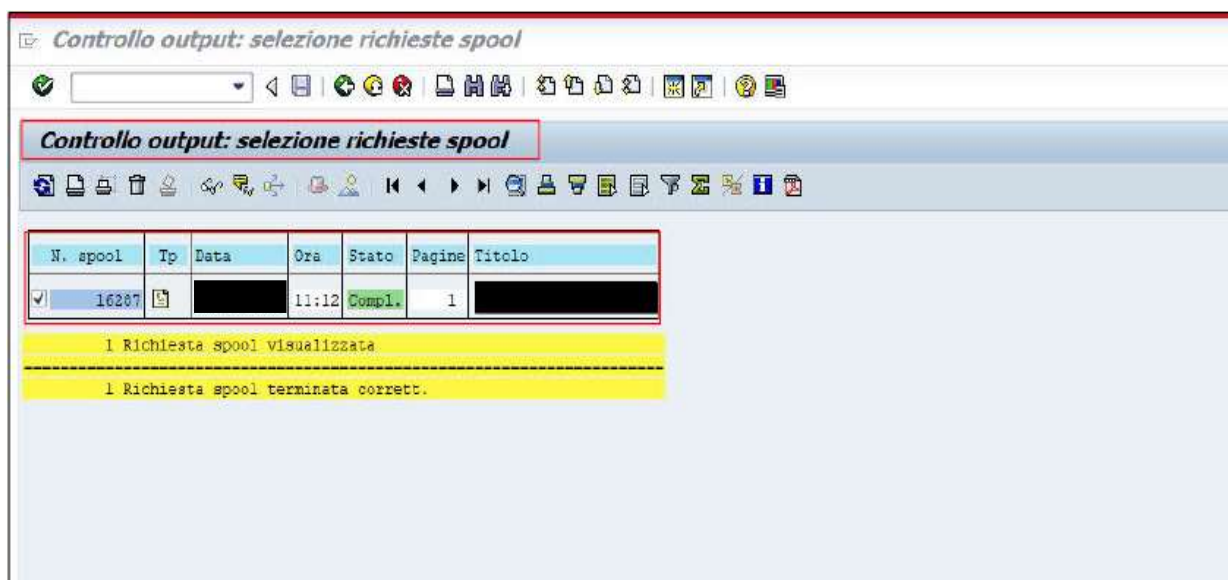 Controllo output: selezione richieste spool
Controllo output: selezione richieste spool
N. spool Tp Data Ora Stato Pagine Titolo
16287 11:12 Compl. 1
1 Richiesta spool visualizzata
1 Richiesta spool terminata corrett.